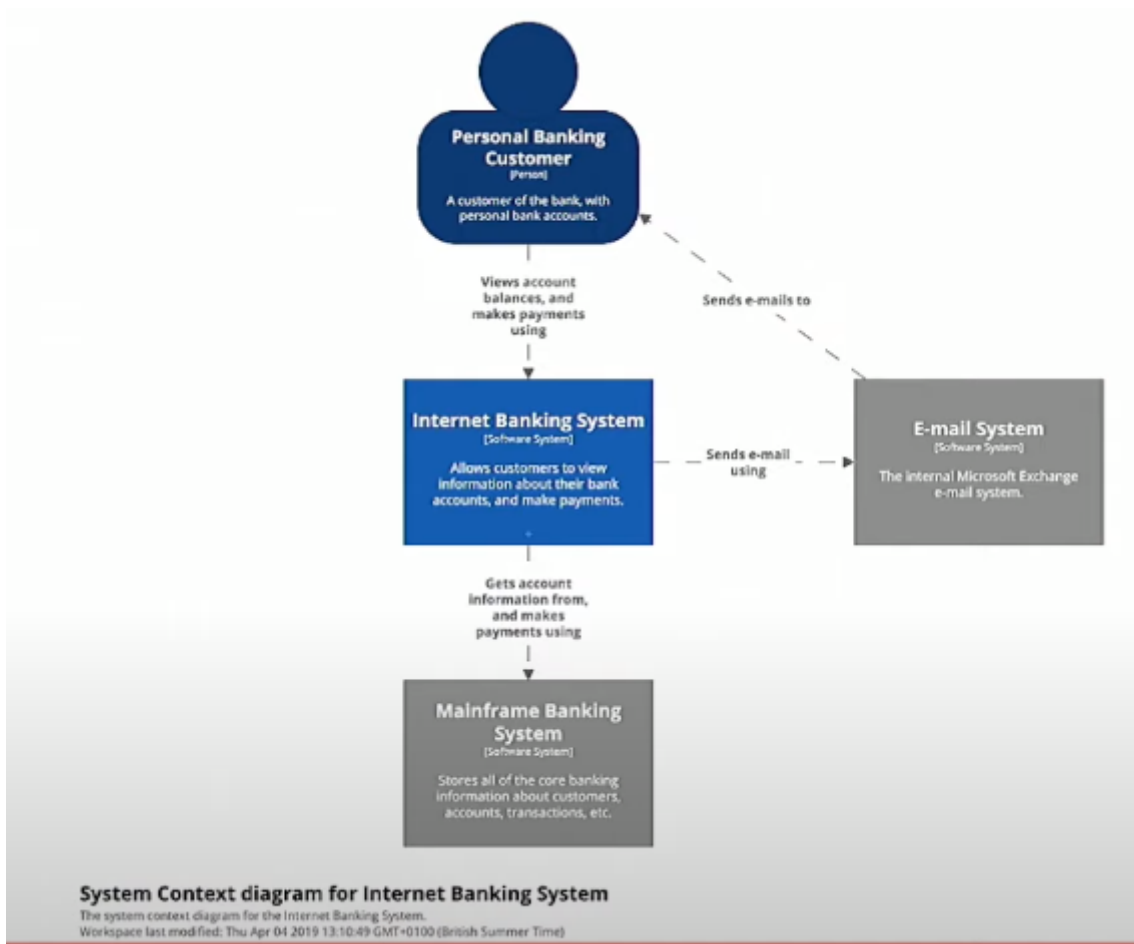 Personal Banking
Customer
[Person]
A customer of the bank, with
personal bank accounts.
Views account
balances, and
makes payments
using
Sends e-mails to
Internet Banking System
[Software System]
Allows customers to view
information about their bank
accounts, and make payments.
Sends e-mail
using
E-mail System
[Software System]
The internal Microsoft Exchange
e-mail system.
Gets account
information from,
and makes
payments using
Mainframe Banking
System
[Software System]
Stores all of the core banking
information about customers,
accounts, transactions, etc.
System Context diagram for Internet Banking System
The system context diagram for the Internet Banking System.
Workspace last modified: Thu Apr 04 2019 13:10:49 GMT+0100 (British Summer Time)